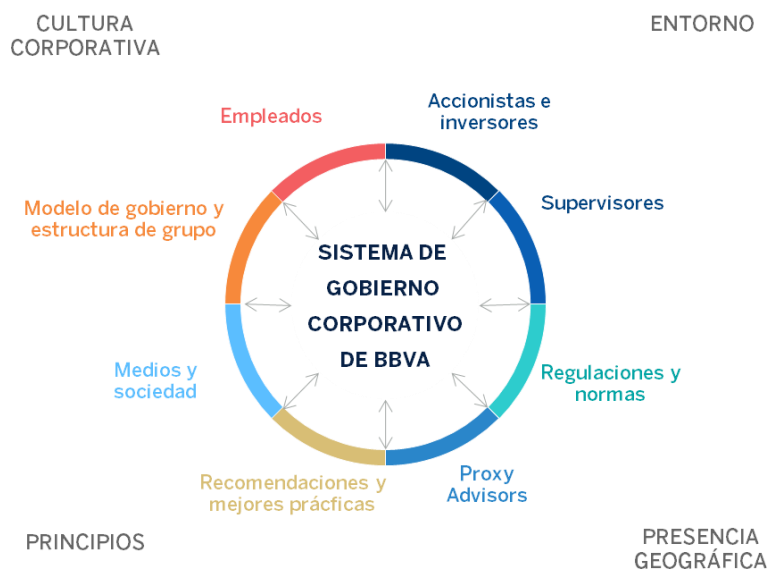 CULTURA
CORPORATIVA
ENTORNO
Empleados
Accionistas e
inversores
Modelo de gobierno y
estructura de grupo
Supervisores
SISTEMA DE
GOBIERNO
CORPORATIVO
DE BBVA
Medios y
sociedad
Regulaciones y
normas
Recomendaciones y
mejores prácficas
Proxy
Advisors
PRINCIPIOS
PRESENCIA
GEOGRÁFICA